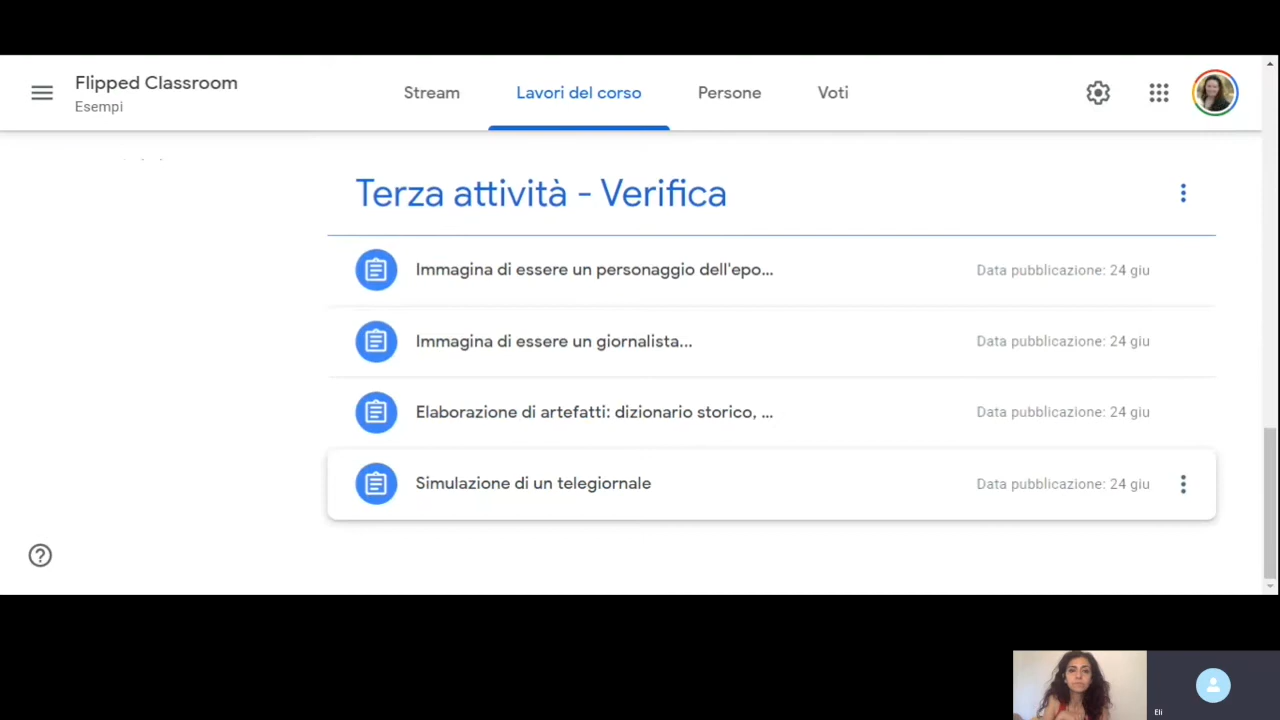 Flipped Classroom
Esempi
Stream
Lavori del corso
Persone
Voti
Terza attività - Verifica
Immagina di essere un personaggio dell'epo...
Data pubblicazione: 24 giu
Immagina di essere un giornalista...
Data pubblicazione: 24 giu
Elaborazione di artefatti: dizionario storico, ...
Data pubblicazione: 24 giu
Simulazione di un telegiornale
Data pubblicazione: 24 giu
Eli